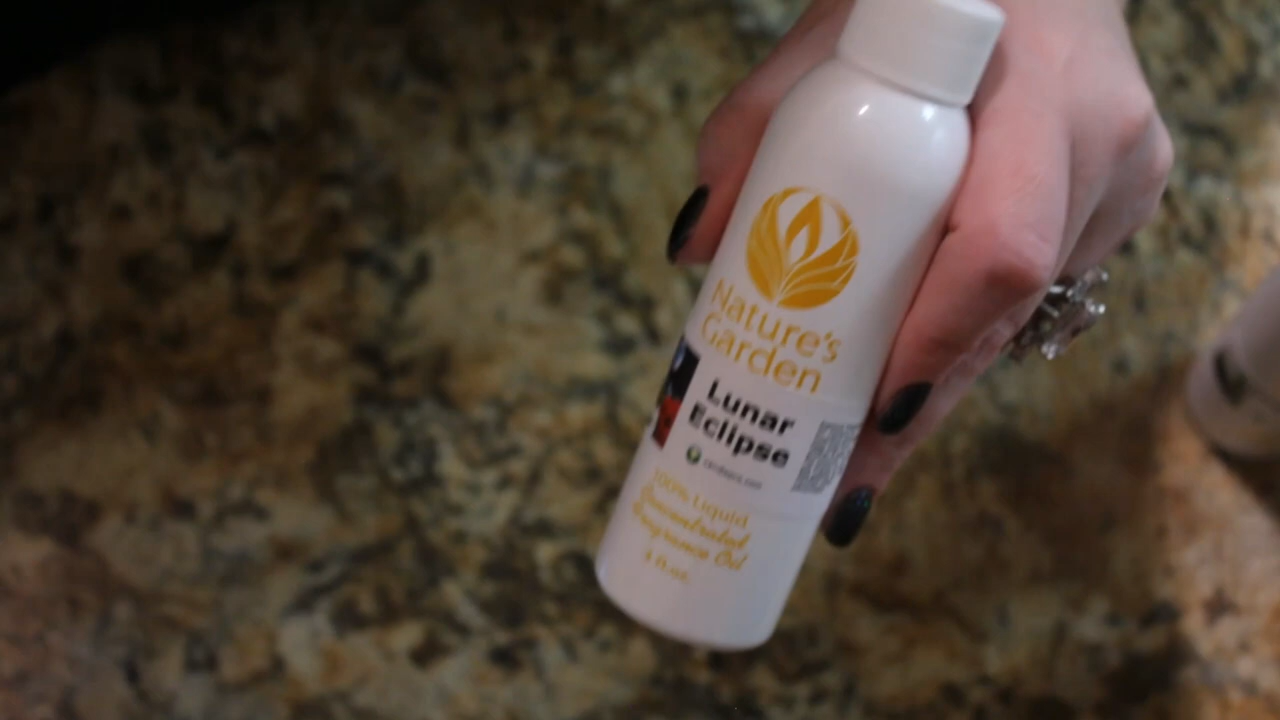 Nature's
Garden
Lunar
Eclipse
100% Liquid
Concentrated
Fragrance Oil